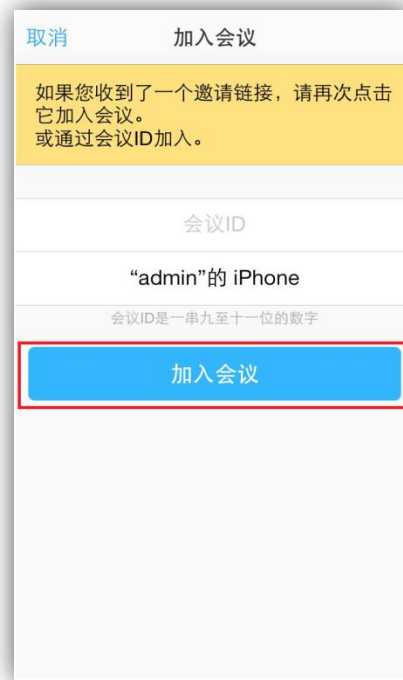 取消 加入会议
如果您收到了一个邀请链接，请再次点击
它加入会议。
或通过会议ID加入。
会议ID
“admin”的 iPhone
会议ID是一串九至十一位的数字
加入会议